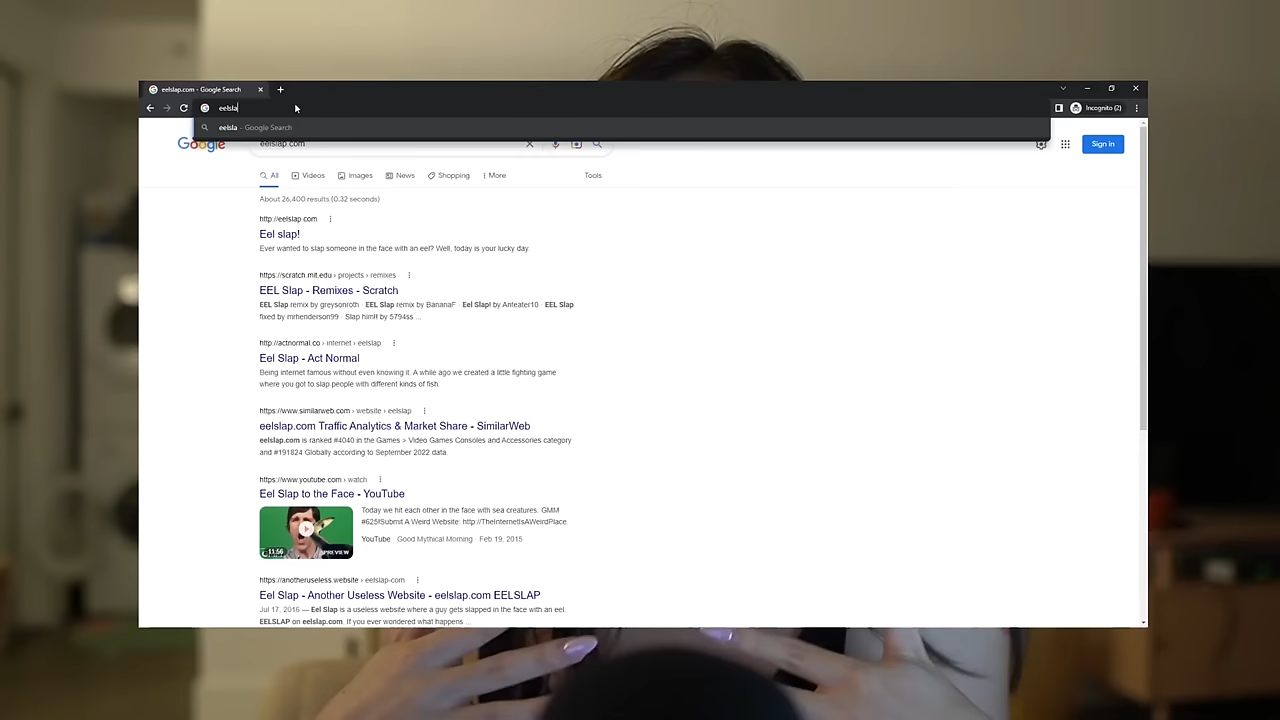 eelslap.com - Google Search
eelsla
Incognito (2)
eelsla - Google Search
Google
eelslap.com
Sign in
All
Videos
Images
News
Shopping
More
Tools
About 26,400 results (0.32 seconds)
http://eelslap.com
Eel slap!
Ever wanted to slap someone in the face with an eel? Well, today is your lucky day.
https://scratch.mit.edu › projects › remixes
EEL Slap - Remixes - Scratch
EEL Slap remix by greysonroth · EEL Slap remix by BananaF · Eel Slap! by Anteater10 · EEL Slap
fixed by mrhenderson99 · Slap him!! by 5794ss ...
http://actnormal.co › internet › eelslap
Eel Slap - Act Normal
Being internet famous without even knowing it. A while ago we created a little fighting game
where you got to slap people with different kinds of fish.
https://www.similarweb.com › website › eelslap
eelslap.com Traffic Analytics & Market Share - SimilarWeb
eelslap.com is ranked #4040 in the Games > Video Games Consoles and Accessories category
and #191824 Globally according to September 2022 data.
https://www.youtube.com › watch
Eel Slap to the Face - YouTube
Today we hit each other in the face with sea creatures. GMM
#625!Submit A Weird Website: http://TheInternetIsAWeirdPlace.
YouTube · Good Mythical Morning · Feb 19, 2015
11:56
PREVIEW
https://anotheruseless.website › eelslap-com
Eel Slap - Another Useless Website - eelslap.com EELSLAP
Jul 17, 2016 — Eel Slap is a useless website where a guy gets slapped in the face with an eel.
EELSLAP on eelslap.com. If you ever wondered what happens ...